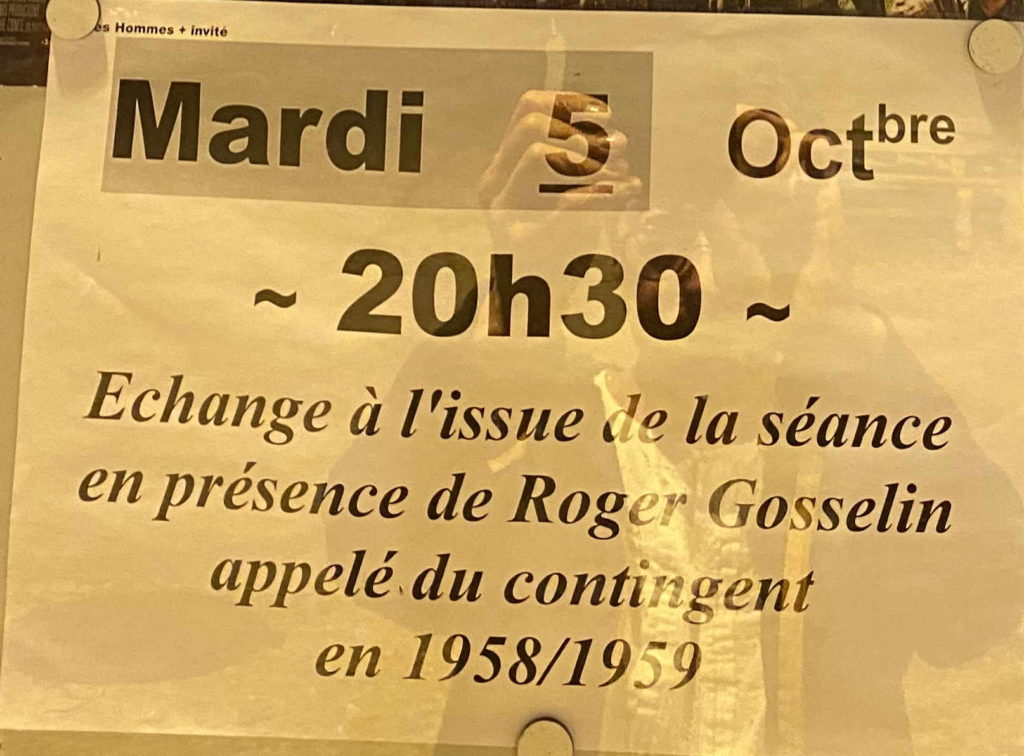 es Hommes + invité
Mardi 5 Octbre
~ 20h30 ~
Echange à l'issue de la séance
en présence de Roger Gosselin
appelé du contingent
en 1958/1959